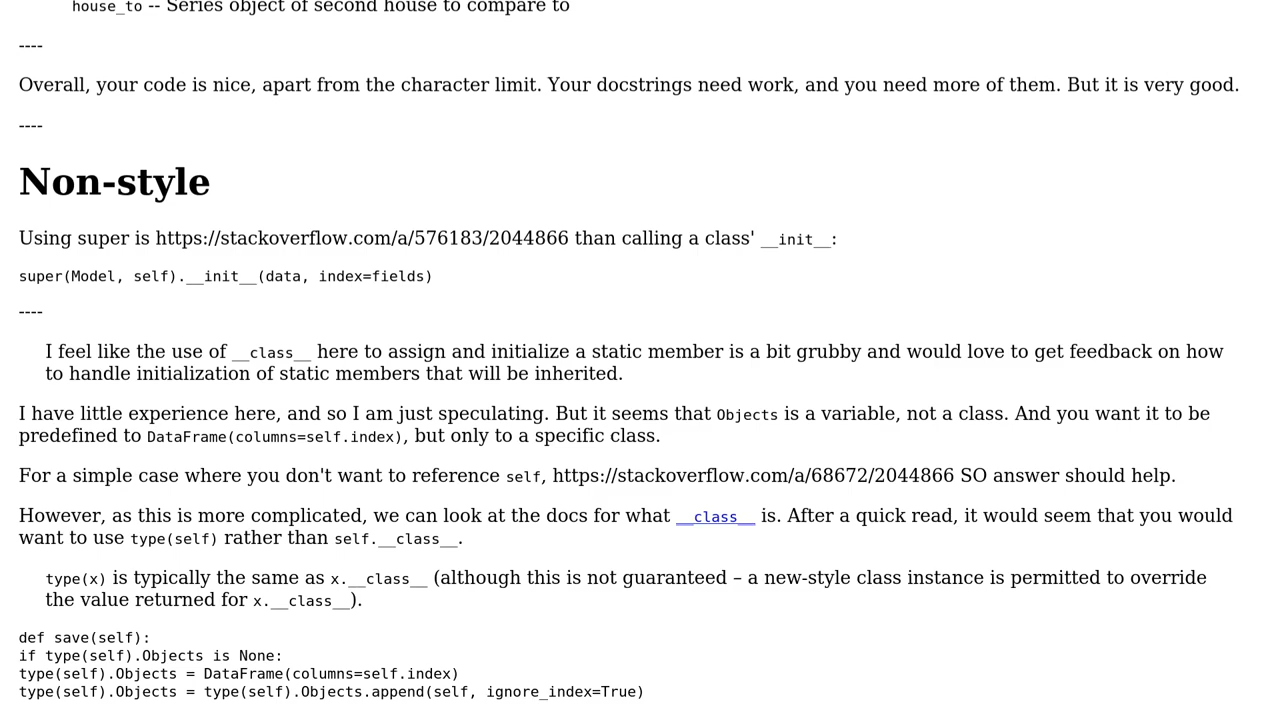 house_to -- Series object of second house to compare to
----
Overall, your code is nice, apart from the character limit. Your docstrings need work, and you need more of them. But it is very good.
----
Non-style
Using super is https://stackoverflow.com/a/576183/2044866 than calling a class' __init__:
super(Model, self).__init__(data, index=fields)
----
I feel like the use of __class__ here to assign and initialize a static member is a bit grubby and would love to get feedback on how
to handle initialization of static members that will be inherited.
I have little experience here, and so I am just speculating. But it seems that Objects is a variable, not a class. And you want it to be
predefined to DataFrame(columns=self.index), but only to a specific class.
For a simple case where you don't want to reference self, https://stackoverflow.com/a/68672/2044866 SO answer should help.
However, as this is more complicated, we can look at the docs for what __class__ is. After a quick read, it would seem that you would
want to use type(self) rather than self.__class__.
type(x) is typically the same as x.__class__ (although this is not guaranteed – a new-style class instance is permitted to override
the value returned for x.__class__).
def save(self):
if type(self).Objects is None:
type(self).Objects = DataFrame(columns=self.index)
type(self).Objects = type(self).Objects.append(self, ignore_index=True)